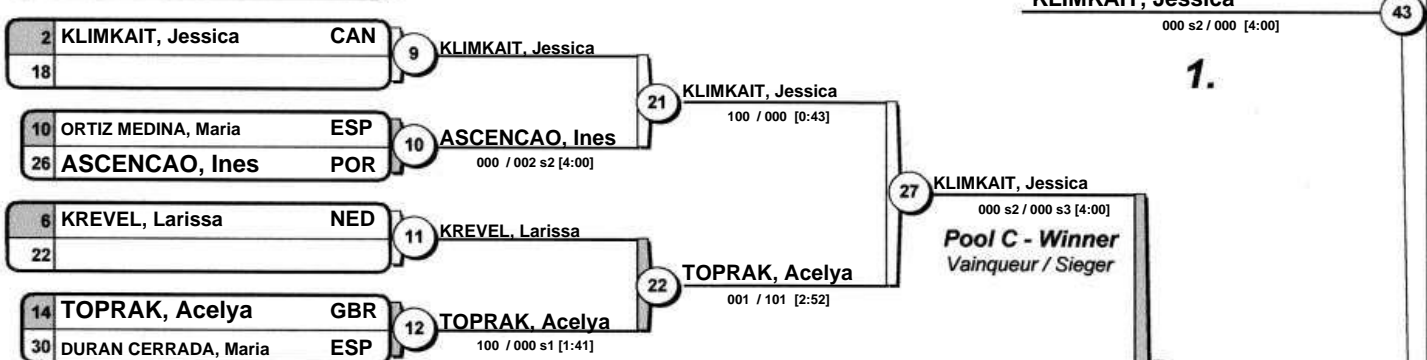 KLIMKAIT, Jessica
43
000 s2 / 000 [4:00]
1.
2 KLIMKAIT, Jessica CAN
18
9
KLIMKAIT, Jessica
10 ORTIZ MEDINA, Maria ESP
26 ASCENCAO, Ines POR
10
ASCENCAO, Ines
000 / 002 s2 [4:00]
21
KLIMKAIT, Jessica
100 / 000 [0:43]
6 KREVEL, Larissa NED
22
11
KREVEL, Larissa
14 TOPRAK, Acelya GBR
30 DURAN CERRADA, Maria ESP
12
TOPRAK, Acelya
100 / 000 s1 [1:41]
22
TOPRAK, Acelya
001 / 101 [2:52]
27
KLIMKAIT, Jessica
000 s2 / 000 s3 [4:00]
Pool C - Winner
Vainqueur / Sieger